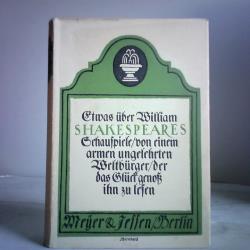 Etwas über William
SHAKESPEARES
Schauspiele/von einem
armen ungelehrten
Weltbürger/der
das Glück genoß
ihn zu lesen
Meyer & Jessen/Berlin